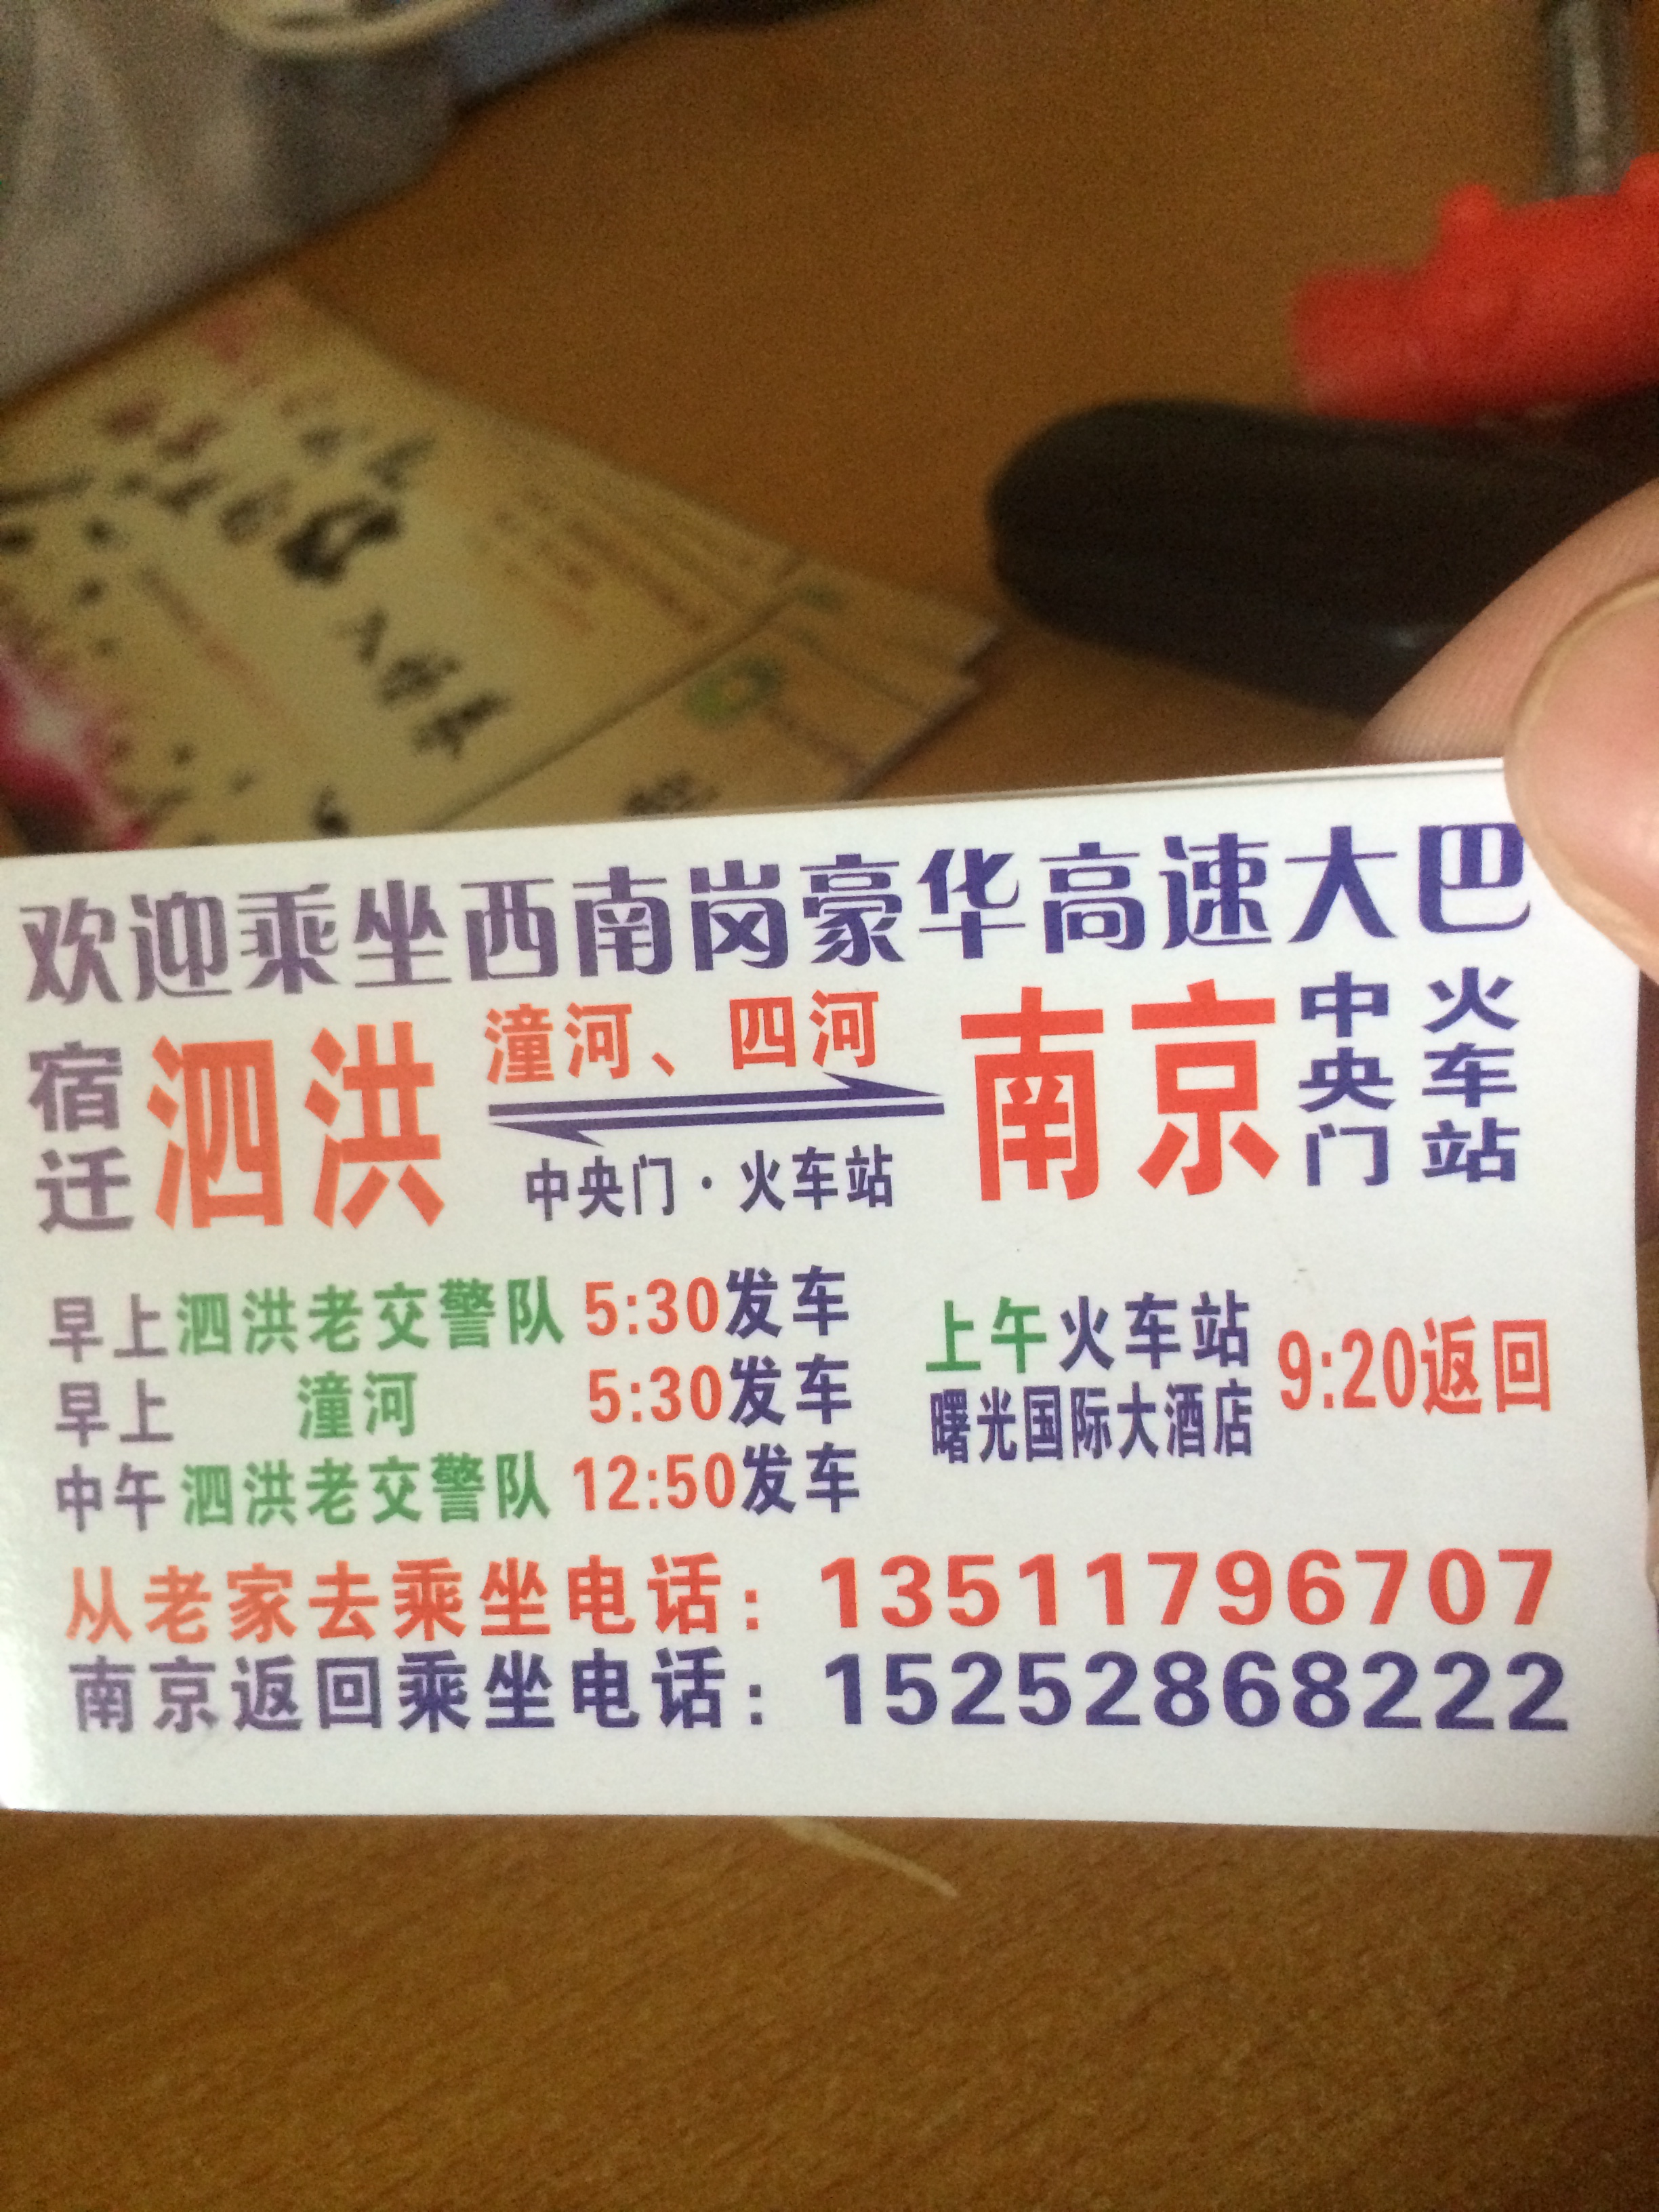 欢迎乘坐西南岗豪华高速大巴
宿迁 泗洪 潼河、四河 南京 中央门 火车站
中央门·火车站
早上泗洪老交警队 5:30发车
早上 潼河 5:30发车
中午 泗洪老交警队 12:50发车
上午火车站
曙光国际大酒店 9:20返回
从老家去乘坐电话：13511796707
南京返回乘坐电话：15252868222